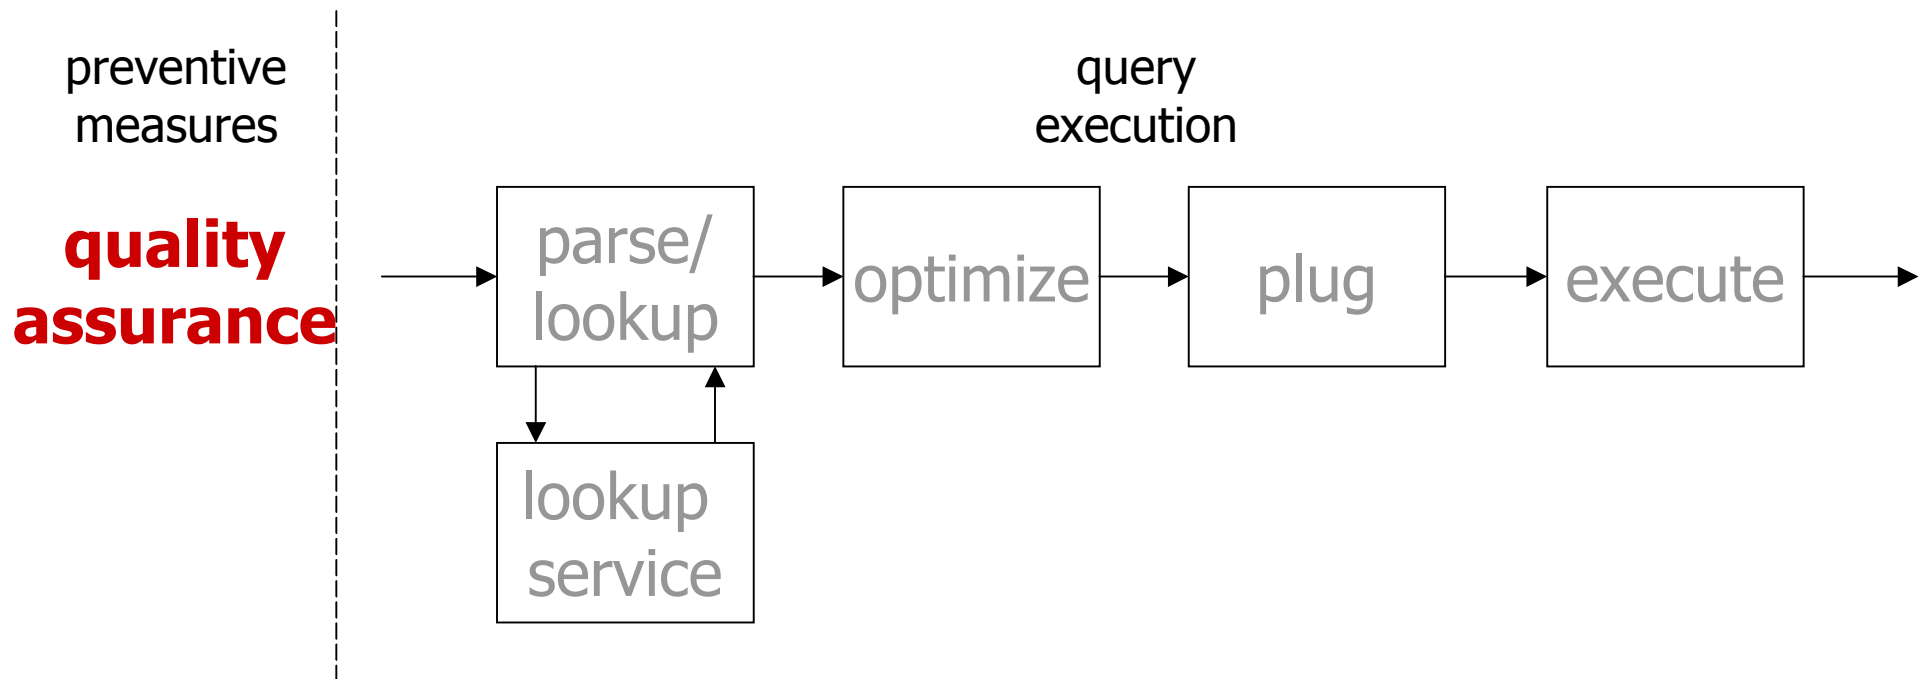 preventive
measures
quality
assurance
query
execution
parse/
lookup
optimize
plug
execute
lookup
service